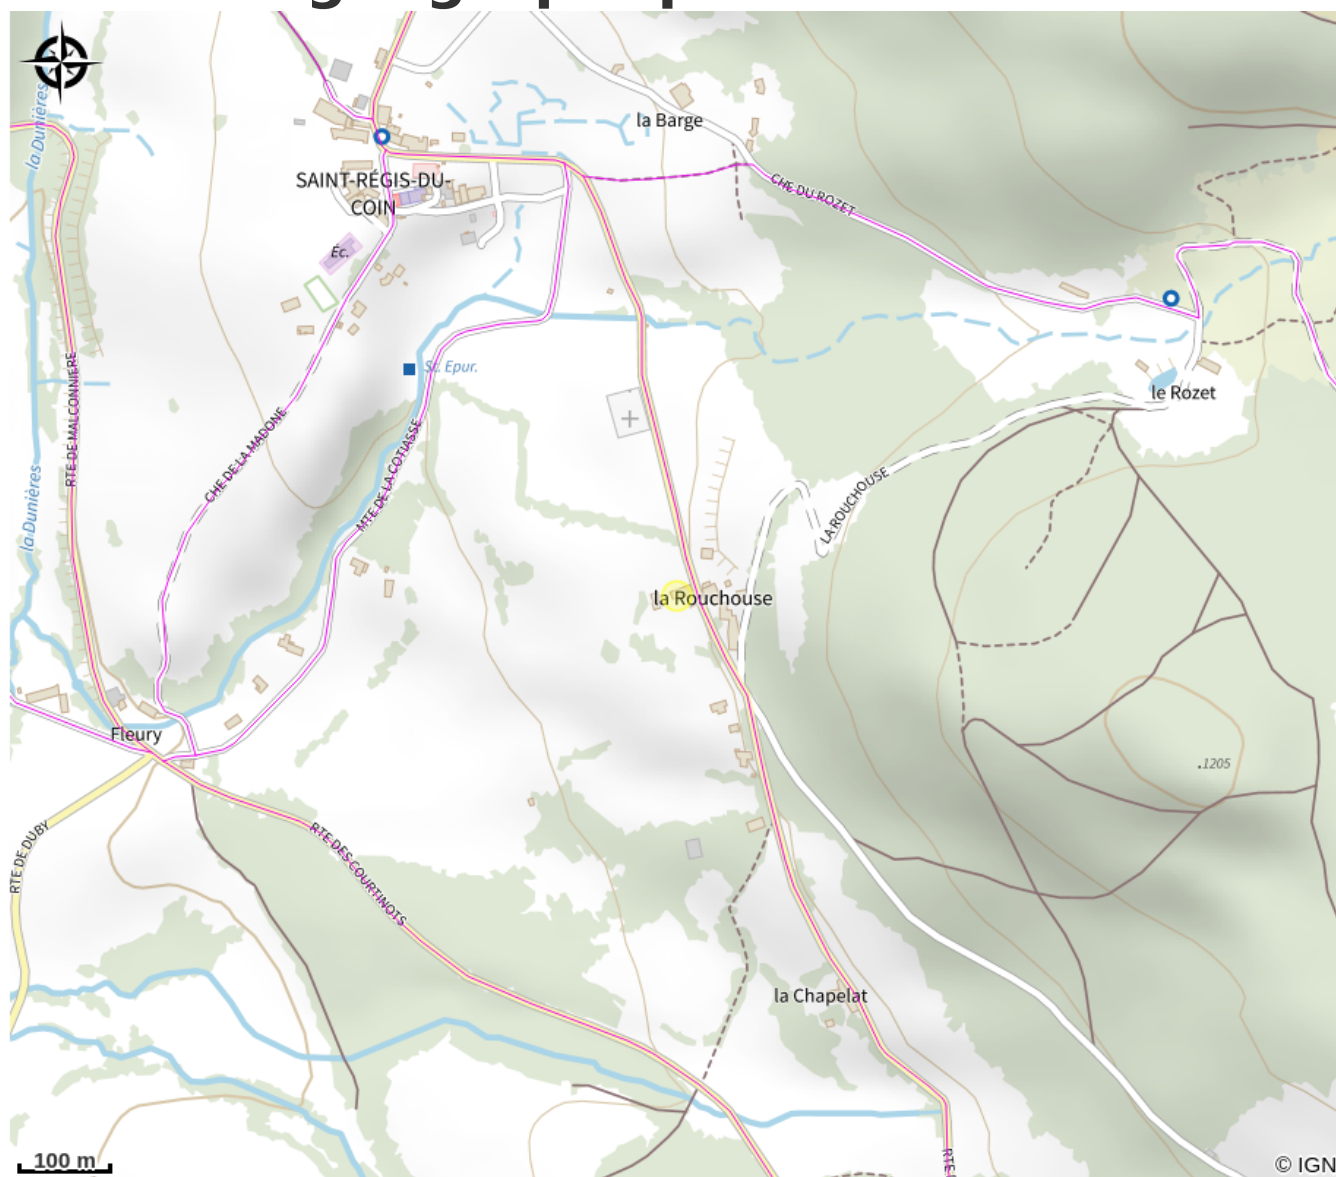 la Dunières
la Barge
SAINT-RÉGIS-DU-
COIN
CHE DU ROZET
Éc.
St. Epur.
RTE DE MALCONNIÈRE
le Rozet
CHE DE LA MADONE
MTE DE LA COTIASSE
la Dunières
LA ROUCHOUSE
la Rouchouse
Fleury
.1205
RTE DE DUBY
RTE DES COURTINOTS
la Chapelat
RTE
100 m
© IGN